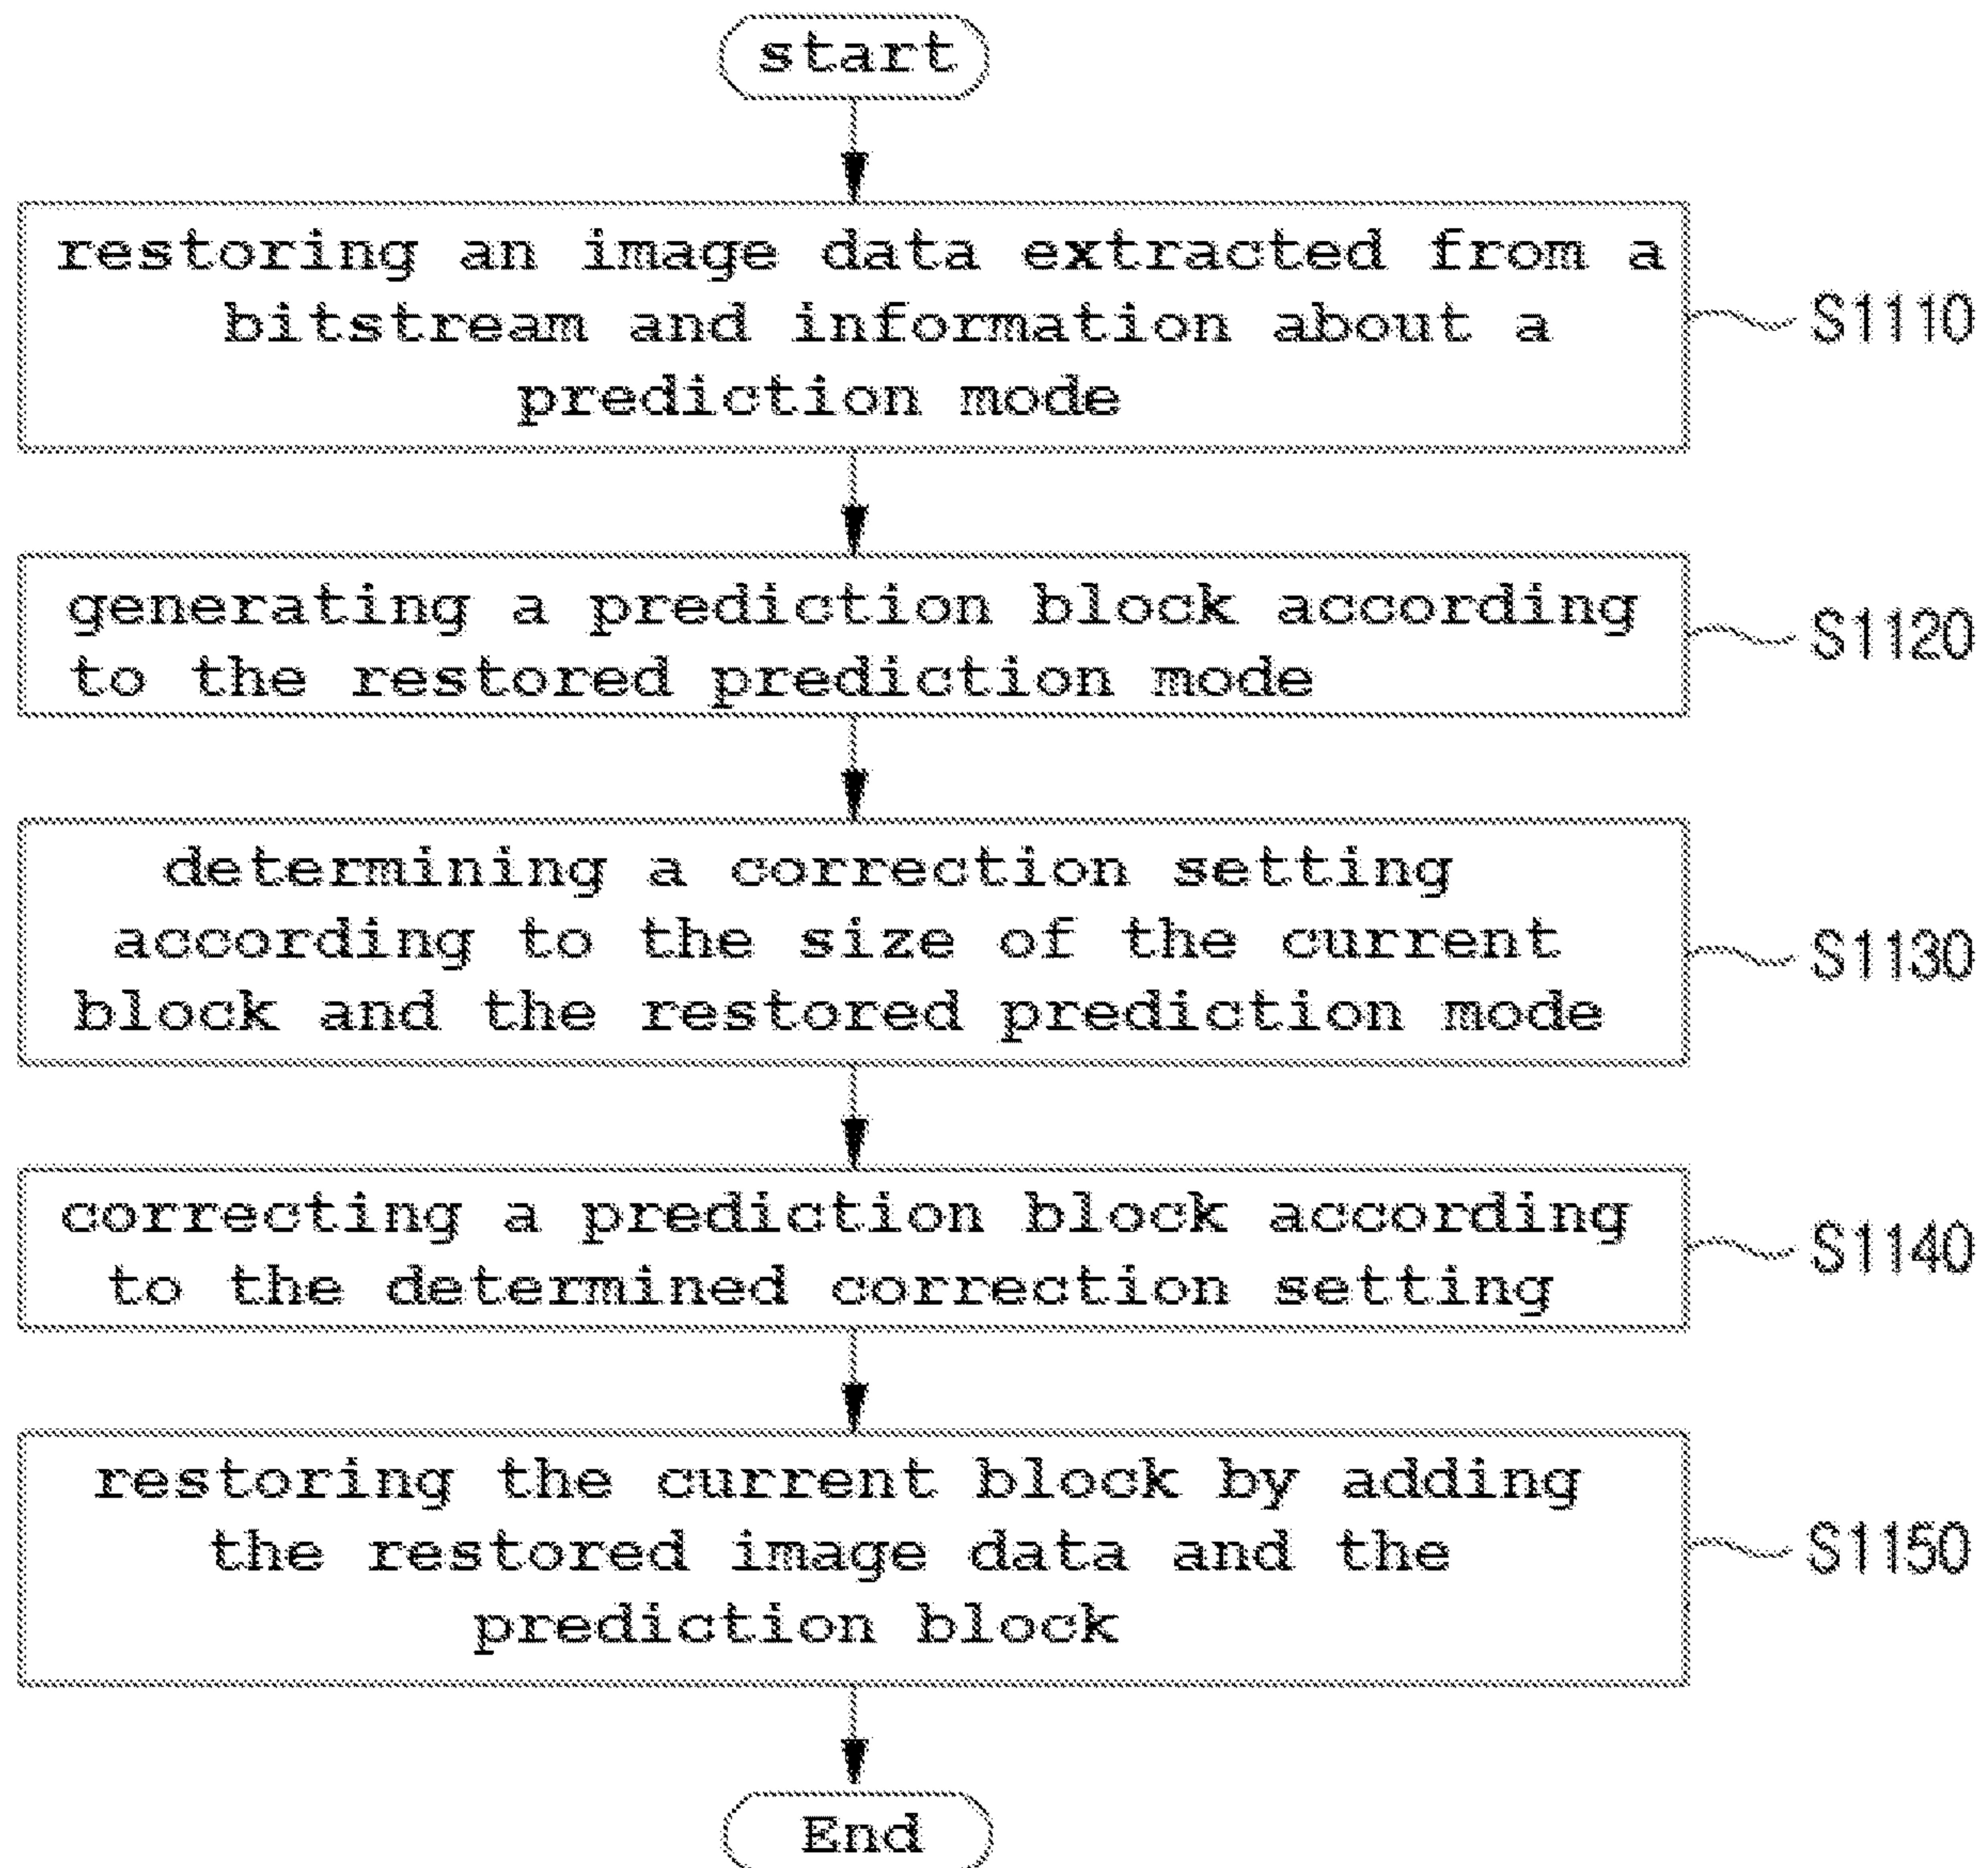 start
restoring an image data extracted from a
bitstream and information about a
prediction mode
S1110
generating a prediction block according
to the restored prediction mode
S1120
determining a correction setting
according to the size of the current
block and the restored prediction mode
S1130
correcting a prediction block according
to the determined correction setting
S1140
restoring the current block by adding
the restored image data and the
prediction block
S1150
End